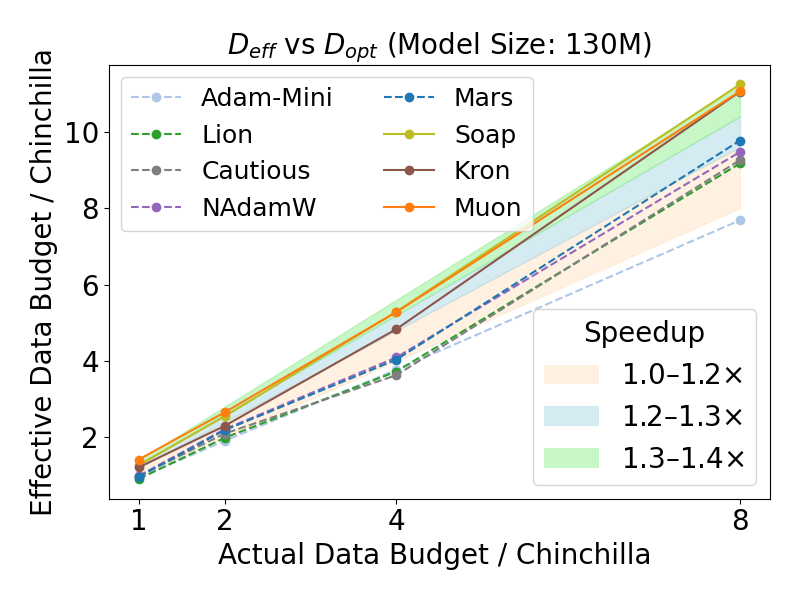 D_eff vs D_opt (Model Size: 130M)
Effective Data Budget / Chinchilla
10
8
6
4
2
Adam-Mini
Lion
Cautious
NAdamW
Mars
Soap
Kron
Muon
Speedup
1.0–1.2×
1.2–1.3×
1.3–1.4×
1 2 4 8
Actual Data Budget / Chinchilla